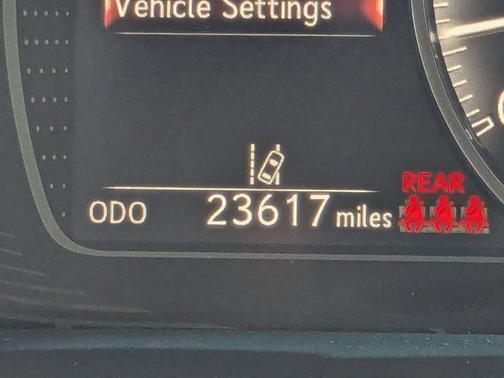 Vehicle Settings
REAR
ODO 23617 miles